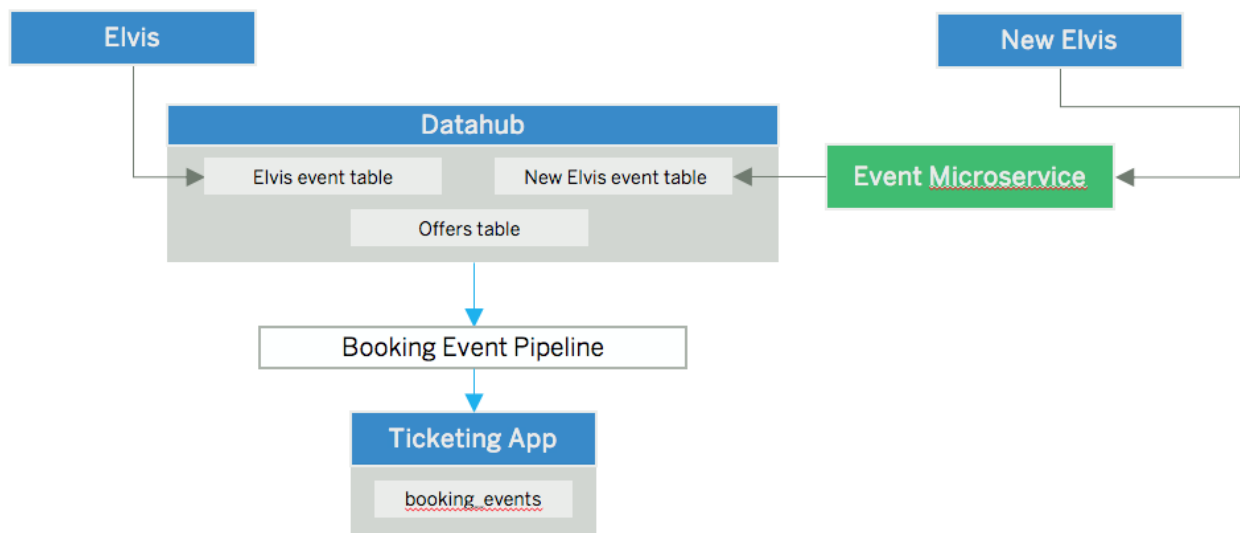 Elvis
New Elvis
Datahub
Elvis event table
New Elvis event table
Event Microservice
Offers table
Booking Event Pipeline
Ticketing App
booking_events